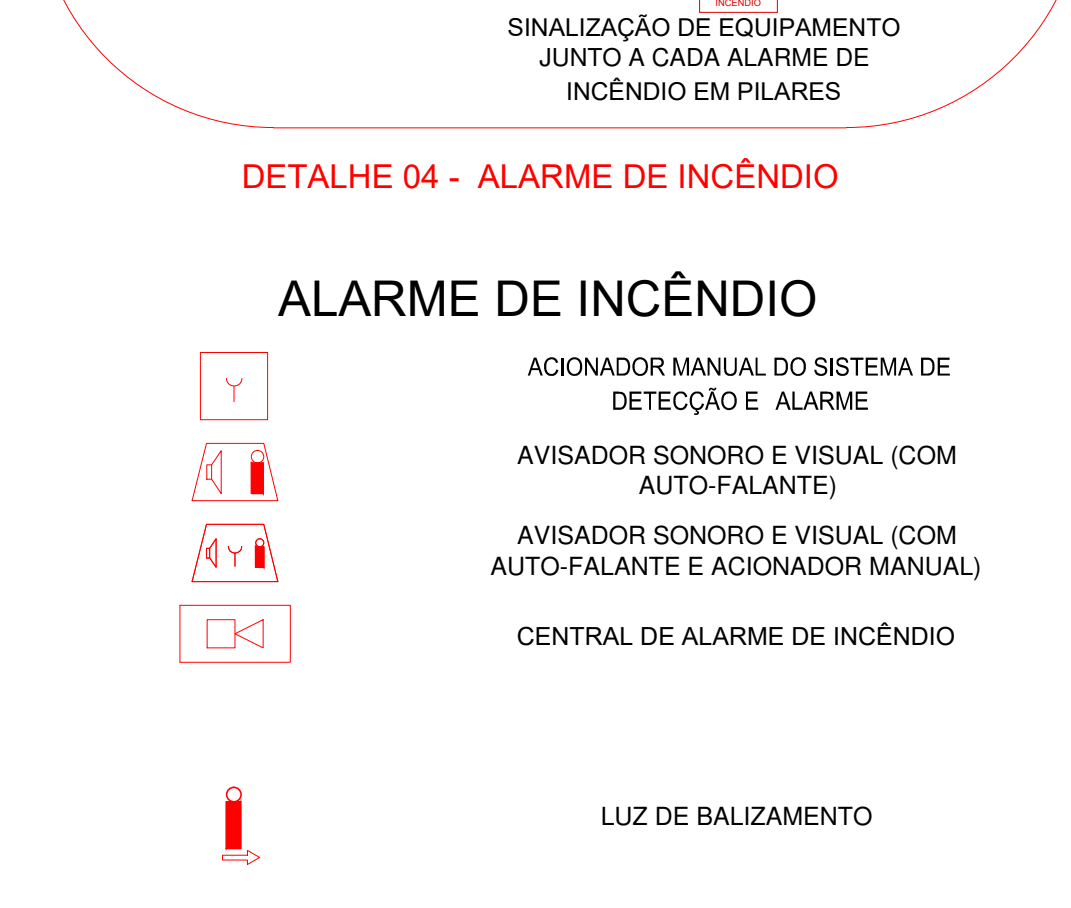 INCÊNDIO
SINALIZAÇÃO DE EQUIPAMENTO
JUNTO A CADA ALARME DE
INCÊNDIO EM PILARES
DETALHE 04 - ALARME DE INCÊNDIO
ALARME DE INCÊNDIO
ACIONADOR MANUAL DO SISTEMA DE
DETECÇÃO E ALARME
AVISADOR SONORO E VISUAL (COM
AUTO-FALANTE)
AVISADOR SONORO E VISUAL (COM
AUTO-FALANTE E ACIONADOR MANUAL)
CENTRAL DE ALARME DE INCÊNDIO
LUZ DE BALIZAMENTO